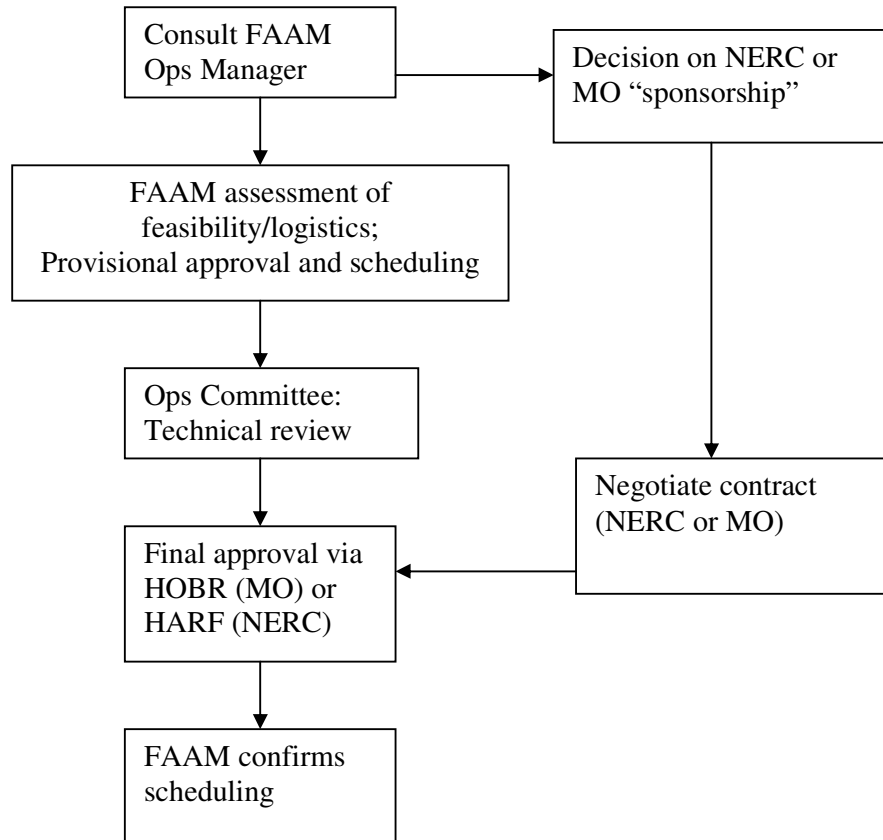 Consult FAAM
Ops Manager
Decision on NERC or
MO “sponsorship”
FAAM assessment of
feasibility/logistics;
Provisional approval and scheduling
Ops Committee:
Technical review
Negotiate contract
(NERC or MO)
Final approval via
HOBR (MO) or
HARF (NERC)
FAAM confirms
scheduling